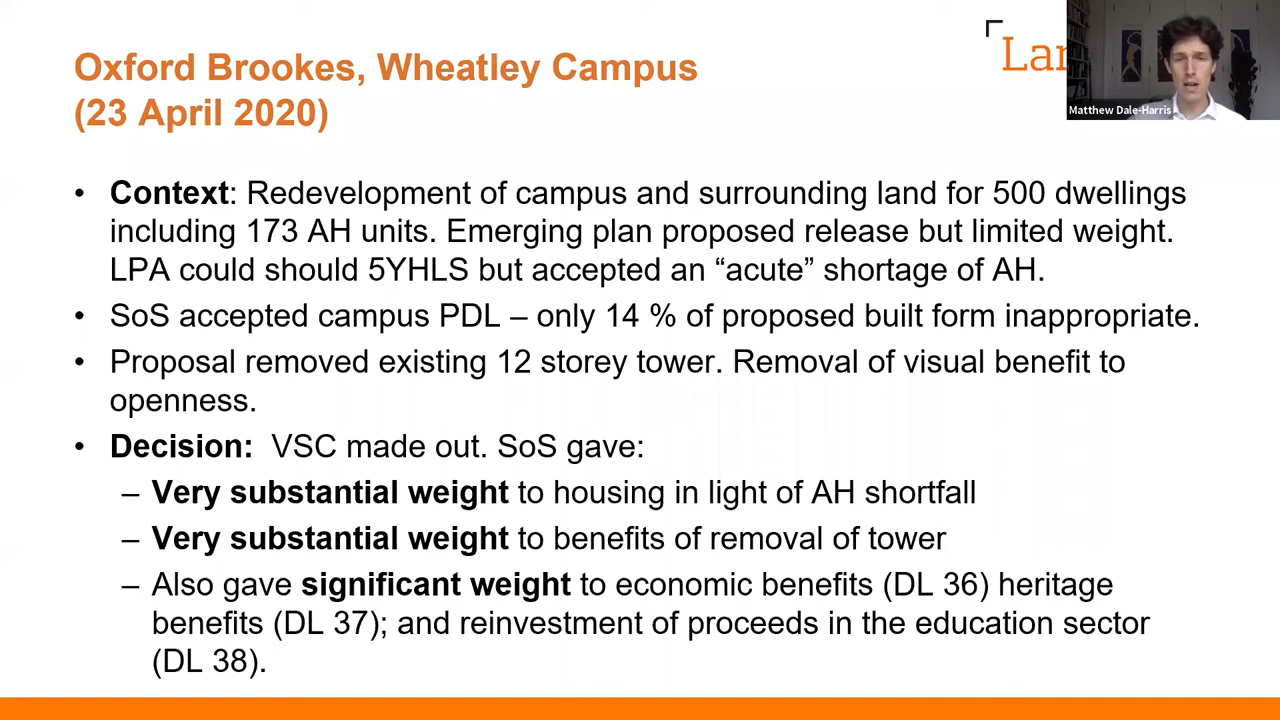 Oxford Brookes, Wheatley Campus
(23 April 2020)
Lan
Matthew Dale-Harris
• Context: Redevelopment of campus and surrounding land for 500 dwellings
including 173 AH units. Emerging plan proposed release but limited weight.
LPA could should 5YHLS but accepted an “acute” shortage of AH.
• SoS accepted campus PDL – only 14 % of proposed built form inappropriate.
• Proposal removed existing 12 storey tower. Removal of visual benefit to
openness.
• Decision: VSC made out. SoS gave:
– Very substantial weight to housing in light of AH shortfall
– Very substantial weight to benefits of removal of tower
– Also gave significant weight to economic benefits (DL 36) heritage
benefits (DL 37); and reinvestment of proceeds in the education sector
(DL 38).